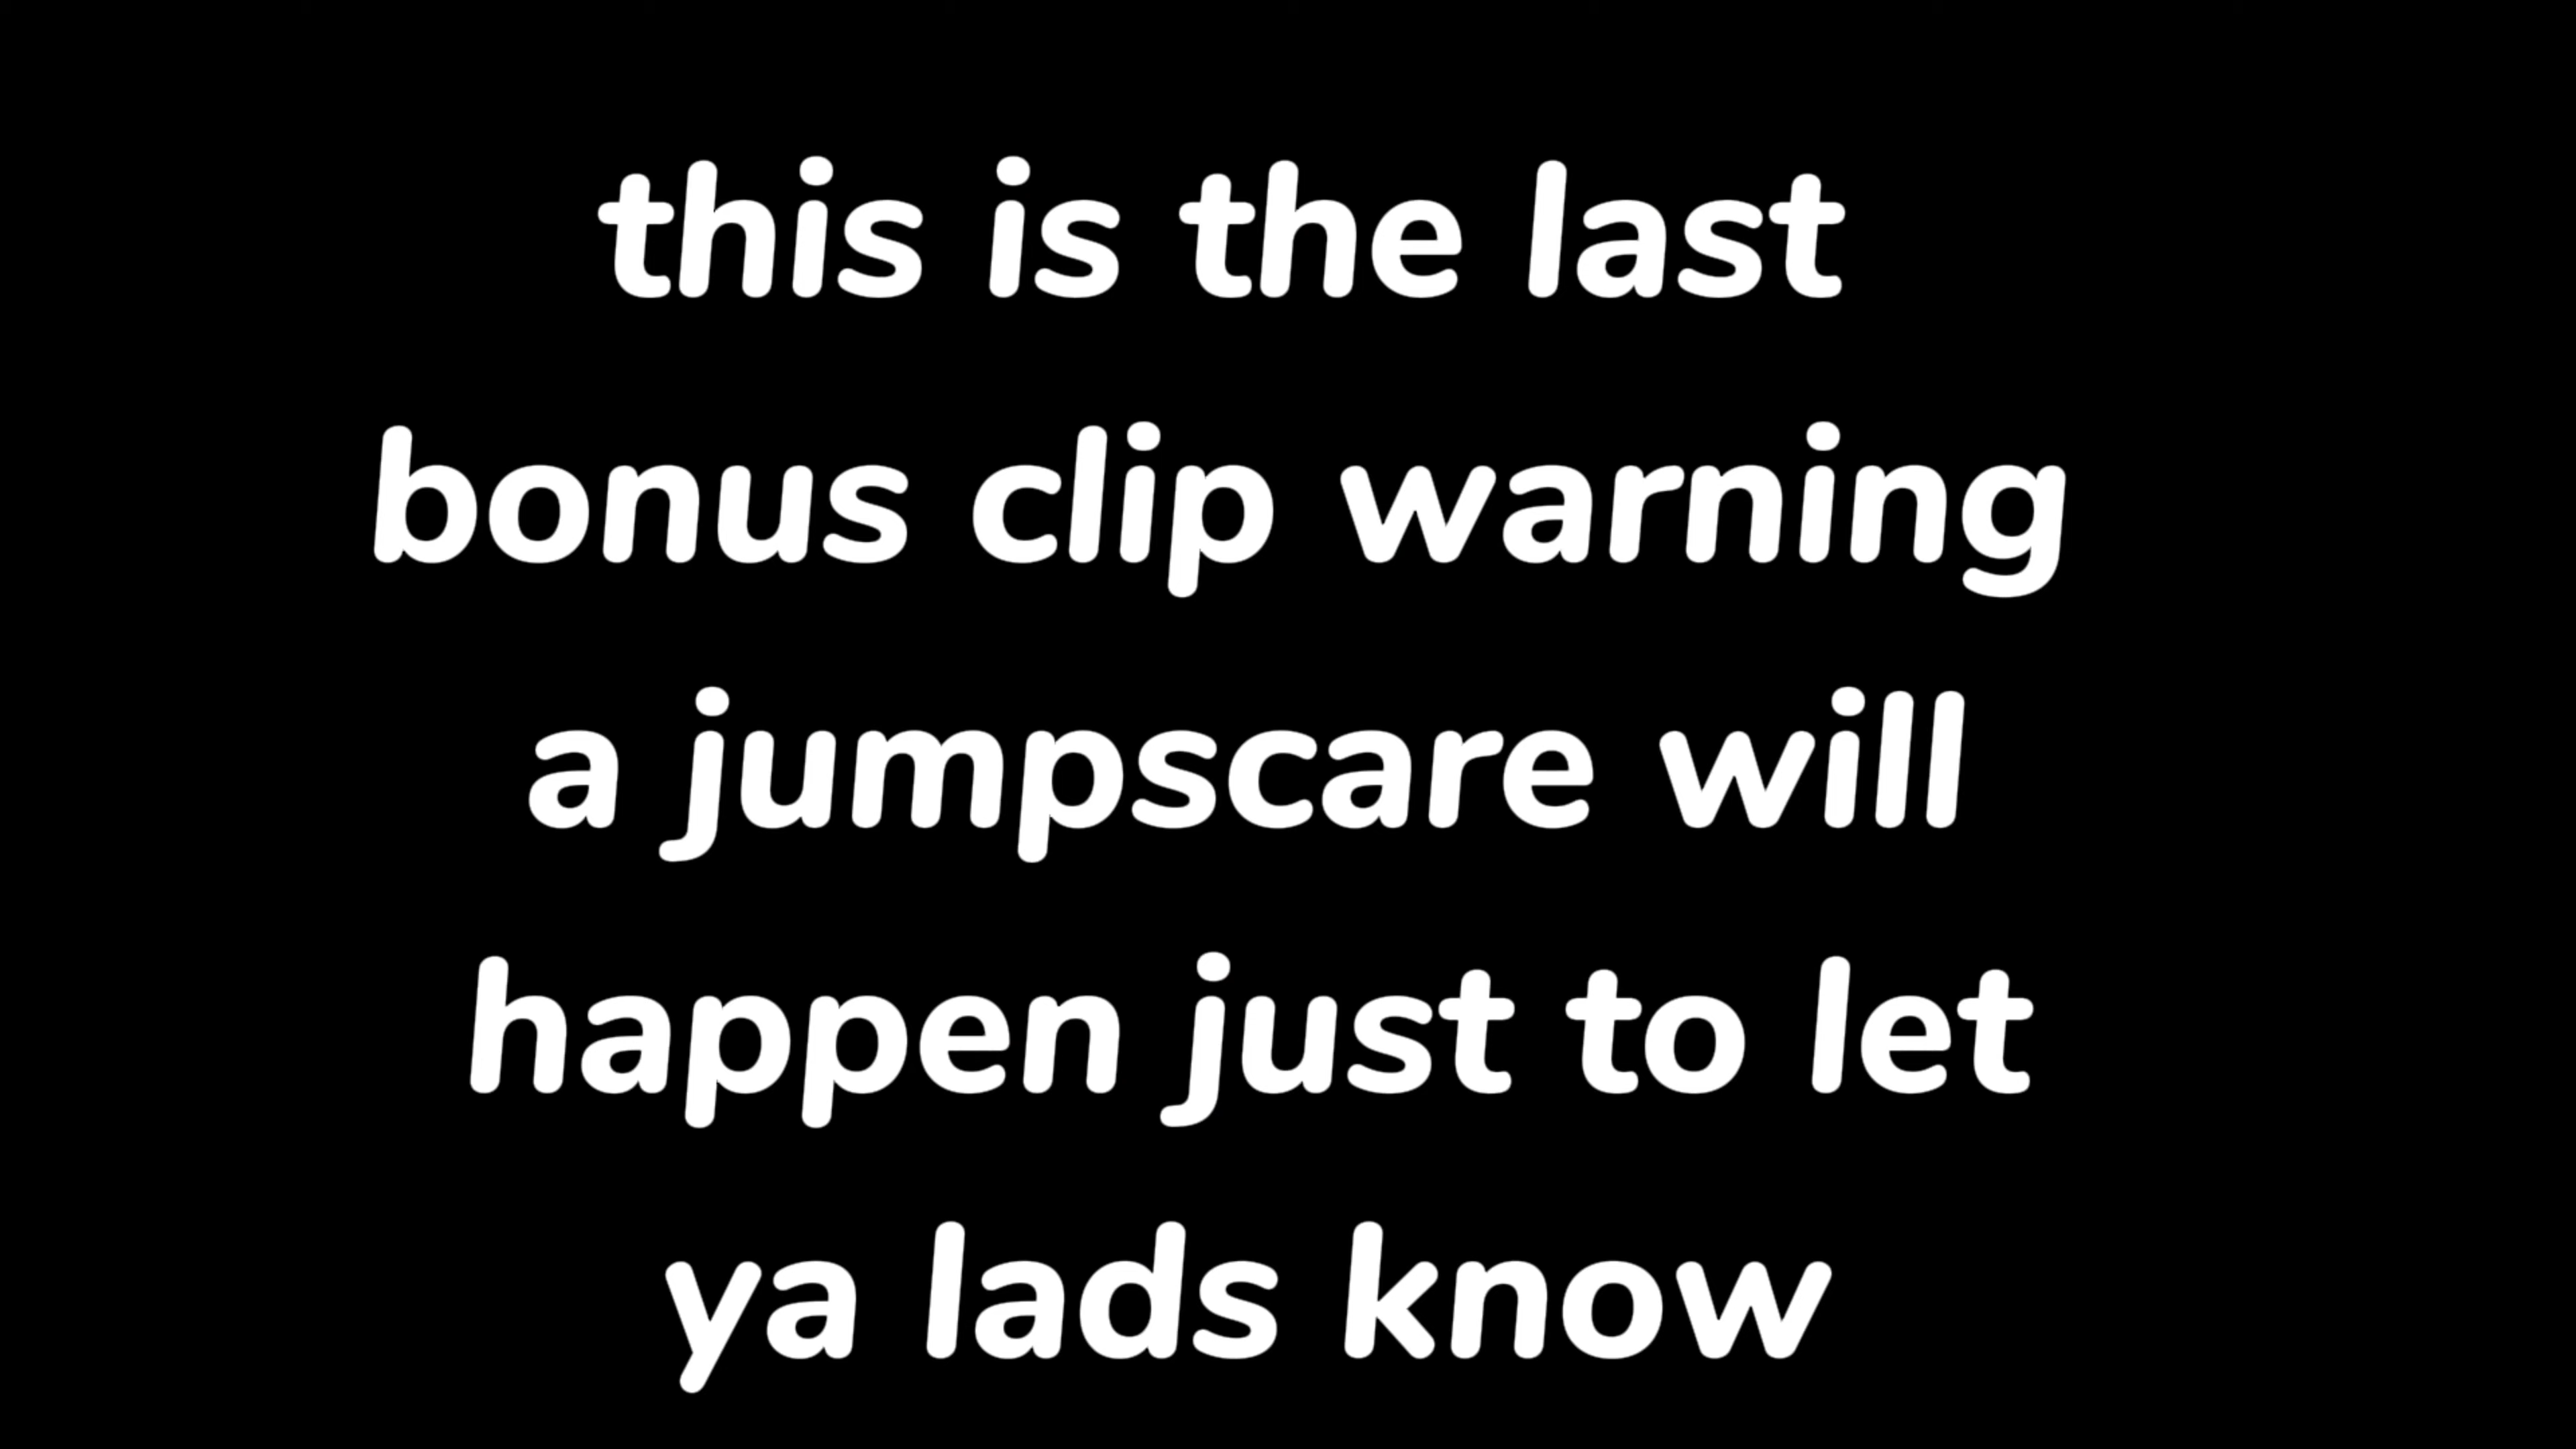 this is the last
bonus clip warning
a jumpscare will
happen just to let
ya lads know